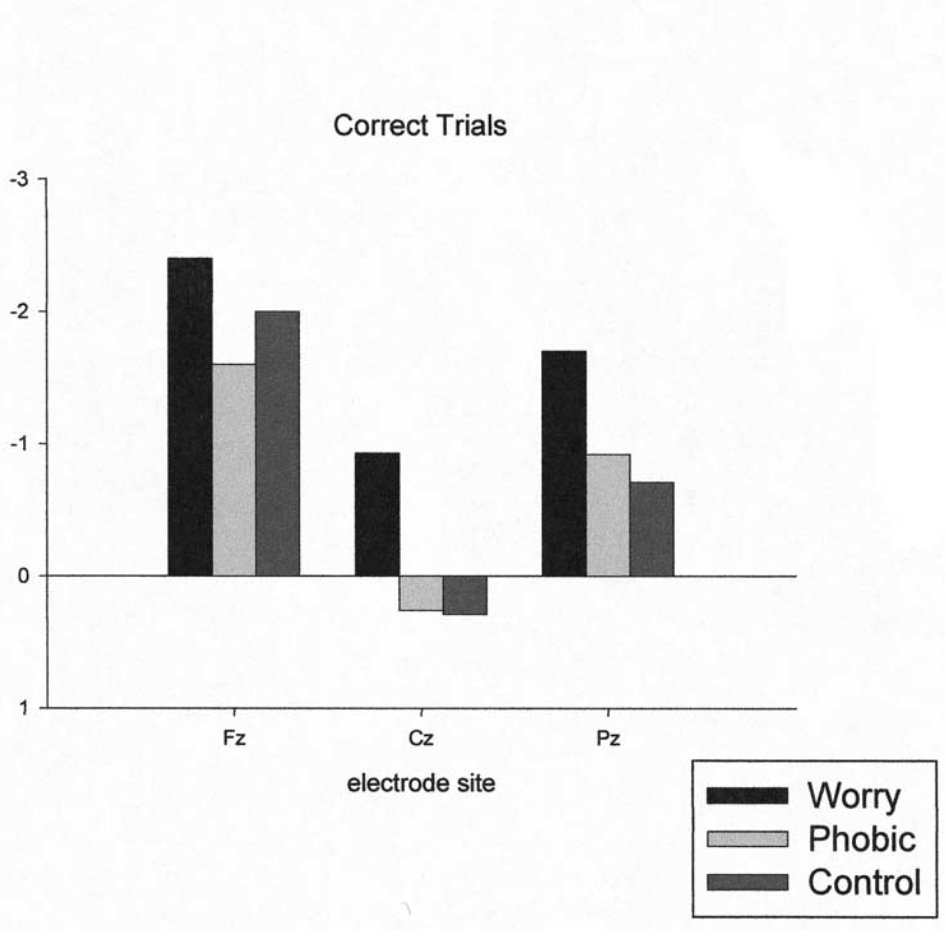 Correct Trials
-3
-2
-1
0
1
Fz Cz Pz
electrode site
Worry
Phobic
Control